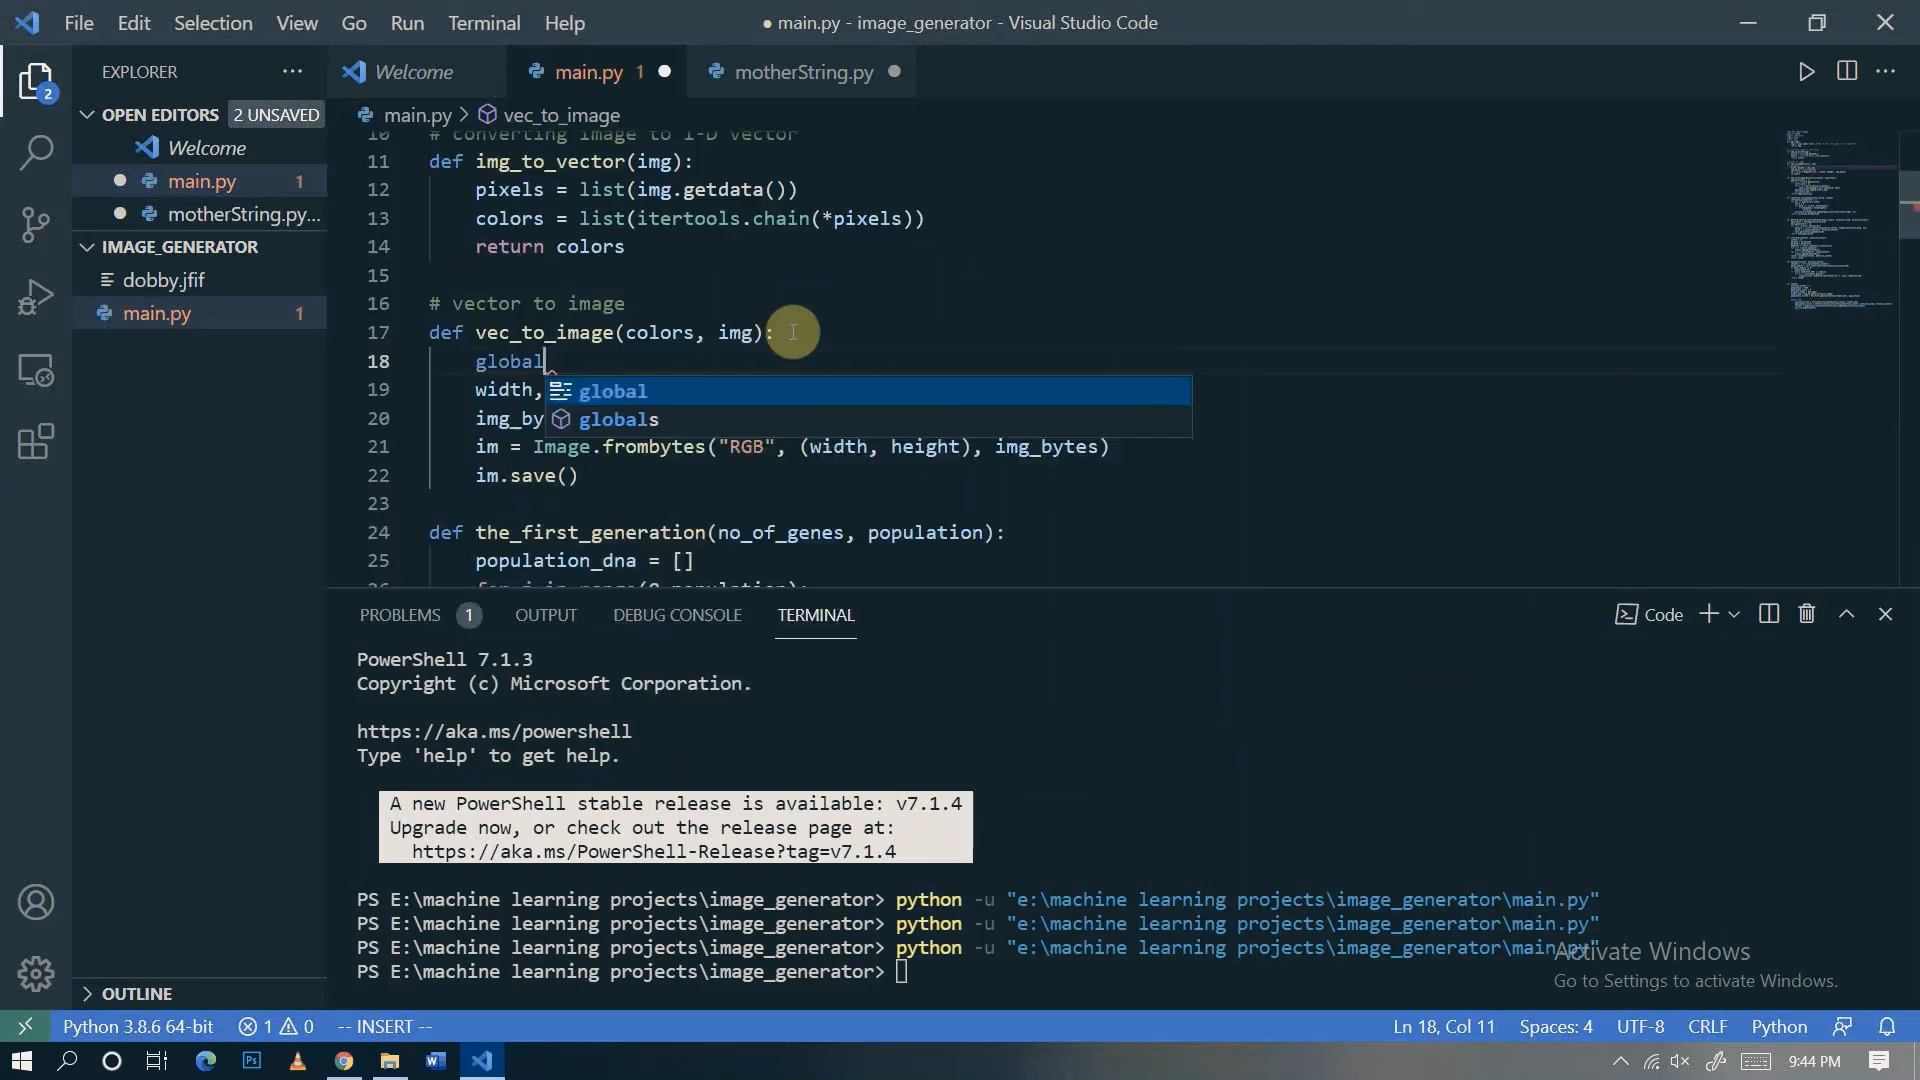 File Edit Selection View Go Run Terminal Help
● main.py - image_generator - Visual Studio Code
EXPLORER
Welcome
main.py 1
motherString.py
OPEN EDITORS 2 UNSAVED
Welcome
main.py 1
motherString.py...
IMAGE_GENERATOR
dobby.jfif
main.py 1
OUTLINE
2
main.py > vec_to_image
10 # converting image to 1-D vector
11 def img_to_vector(img):
12 pixels = list(img.getdata())
13 colors = list(itertools.chain(*pixels))
14 return colors
15
16 # vector to image
17 def vec_to_image(colors, img):
18 global
19 width,
global
20 img_by
globals
21 im = Image.frombytes("RGB", (width, height), img_bytes)
22 im.save()
23
24 def the_first_generation(no_of_genes, population):
25 population_dna = []
PROBLEMS 1 OUTPUT DEBUG CONSOLE TERMINAL
Code
PowerShell 7.1.3
Copyright (c) Microsoft Corporation.
https://aka.ms/powershell
Type 'help' to get help.
A new PowerShell stable release is available: v7.1.4
Upgrade now, or check out the release page at:
https://aka.ms/PowerShell-Release?tag=v7.1.4
PS E:\machine learning projects\image_generator> python -u "e:\machine learning projects\image_generator\main.py"
PS E:\machine learning projects\image_generator> python -u "e:\machine learning projects\image_generator\main.py"
PS E:\machine learning projects\image_generator> python -u "e:\machine learning projects\image_generator\main.py"
PS E:\machine learning projects\image_generator>
Activate Windows
Go to Settings to activate Windows.
Python 3.8.6 64-bit 1 0 -- INSERT --
Ln 18, Col 11 Spaces: 4 UTF-8 CRLF Python
9:44 PM